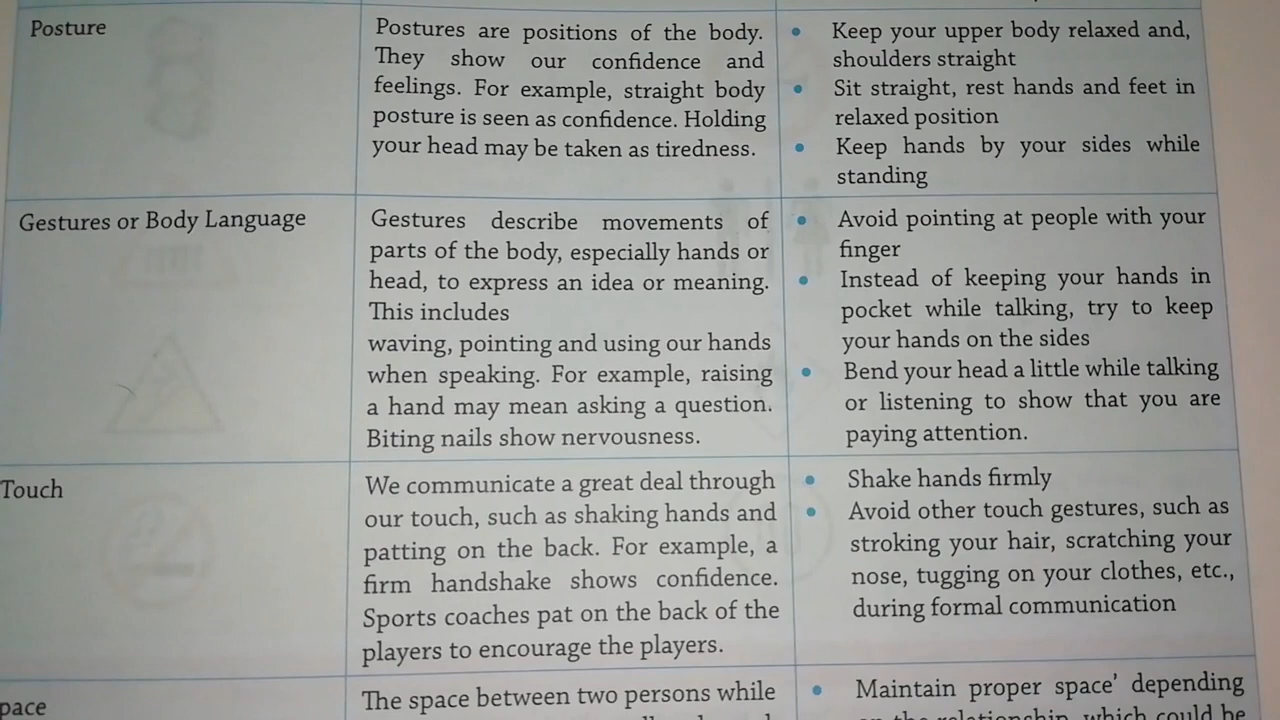 Posture
Postures are positions of the body.
They show our confidence and
feelings. For example, straight body
posture is seen as confidence. Holding
your head may be taken as tiredness.
• Keep your upper body relaxed and,
shoulders straight
• Sit straight, rest hands and feet in
relaxed position
• Keep hands by your sides while
standing
Gestures or Body Language
Gestures describe movements of
parts of the body, especially hands or
head, to express an idea or meaning.
This includes
waving, pointing and using our hands
when speaking. For example, raising
a hand may mean asking a question.
Biting nails show nervousness.
• Avoid pointing at people with your
finger
• Instead of keeping your hands in
pocket while talking, try to keep
your hands on the sides
• Bend your head a little while talking
or listening to show that you are
paying attention.
Touch
We communicate a great deal through
our touch, such as shaking hands and
patting on the back. For example, a
firm handshake shows confidence.
Sports coaches pat on the back of the
players to encourage the players.
• Shake hands firmly
• Avoid other touch gestures, such as
stroking your hair, scratching your
nose, tugging on your clothes, etc.,
during formal communication
pace
The space between two persons while
• Maintain proper space' depending
on the relationship, which could be